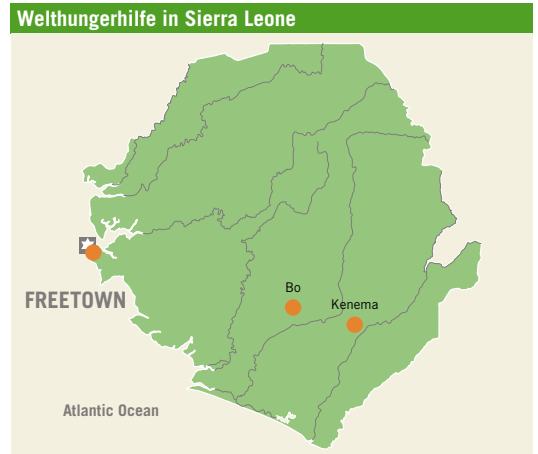 Welthungerhilfe in Sierra Leone
Bo
FREETOWN
Kenema
Atlantic Ocean